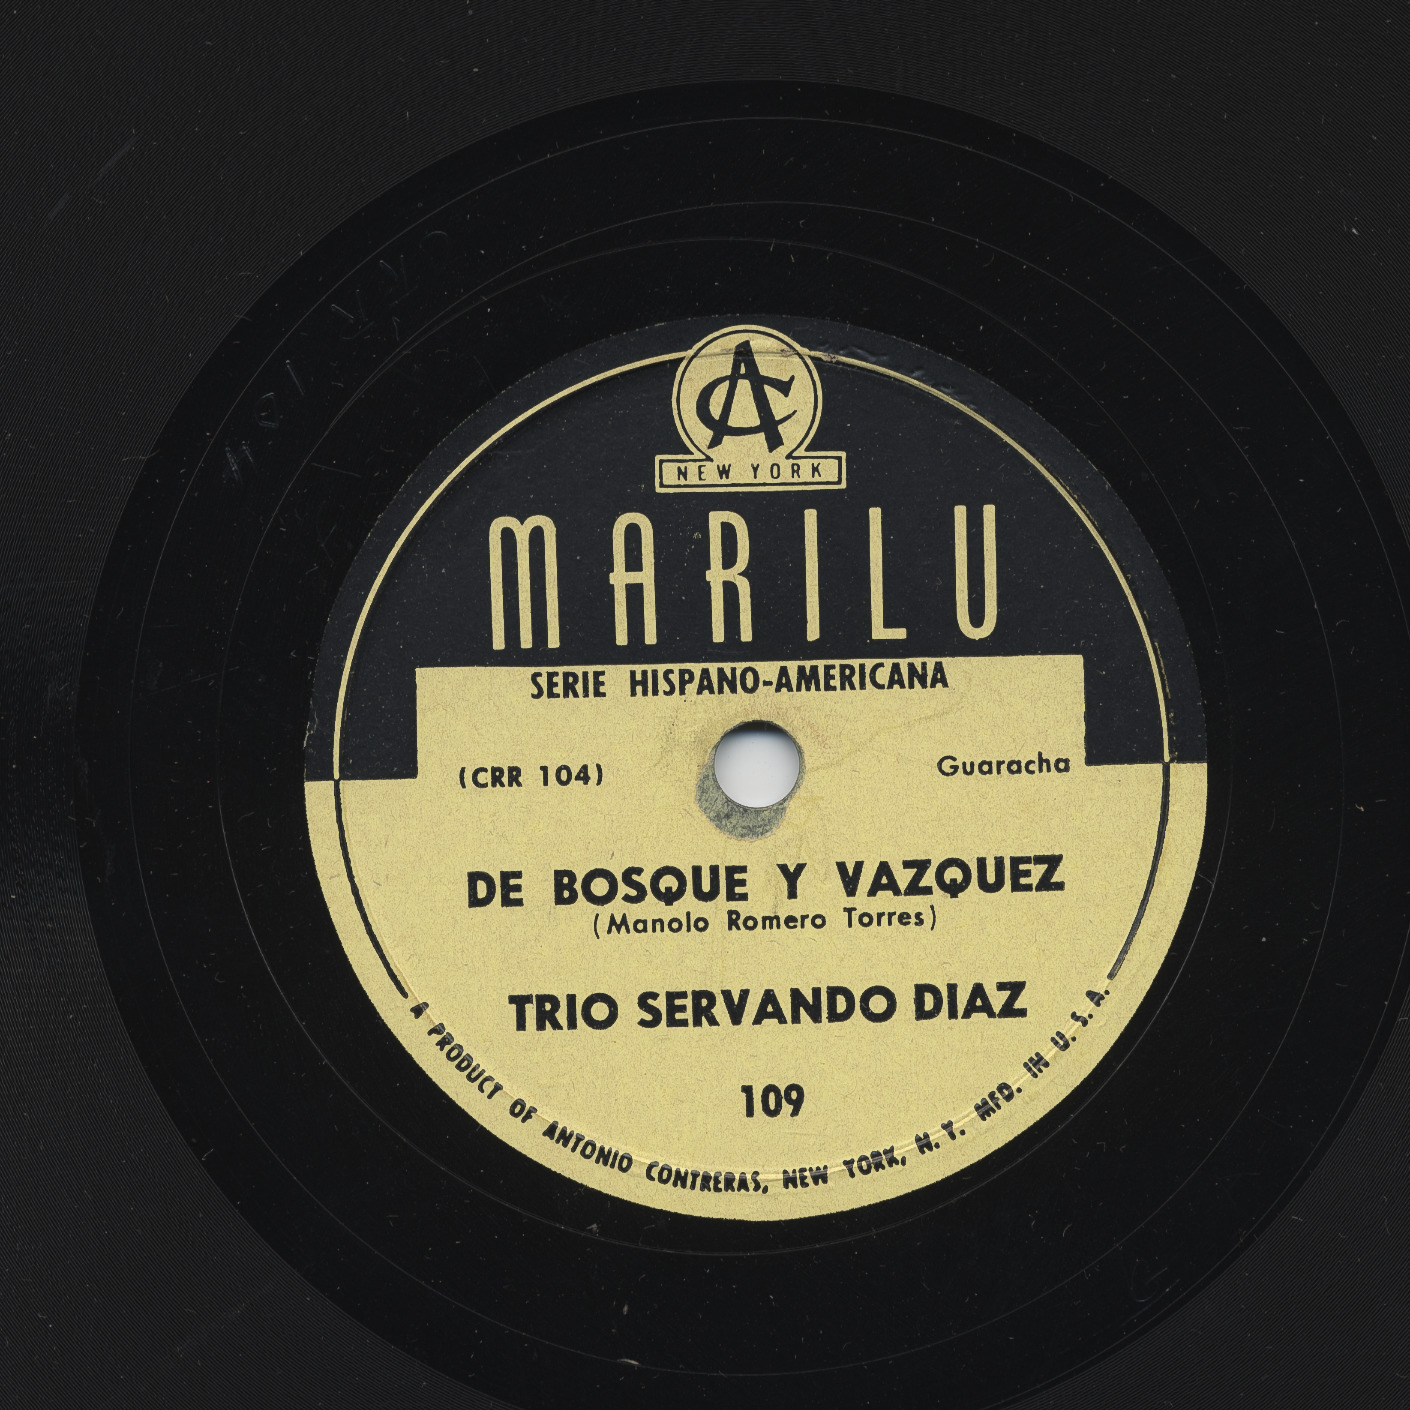 AC
NEW YORK
MARILU
SERIE HISPANO-AMERICANA
(CRR 104)
Guaracha
DE BOSQUE Y VAZQUEZ
(Manolo Romero Torres)
TRIO SERVANDO DIAZ
109
A PRODUCT OF ANTONIO CONTRERAS, NEW YORK, N. Y. MFD. IN U. S. A.